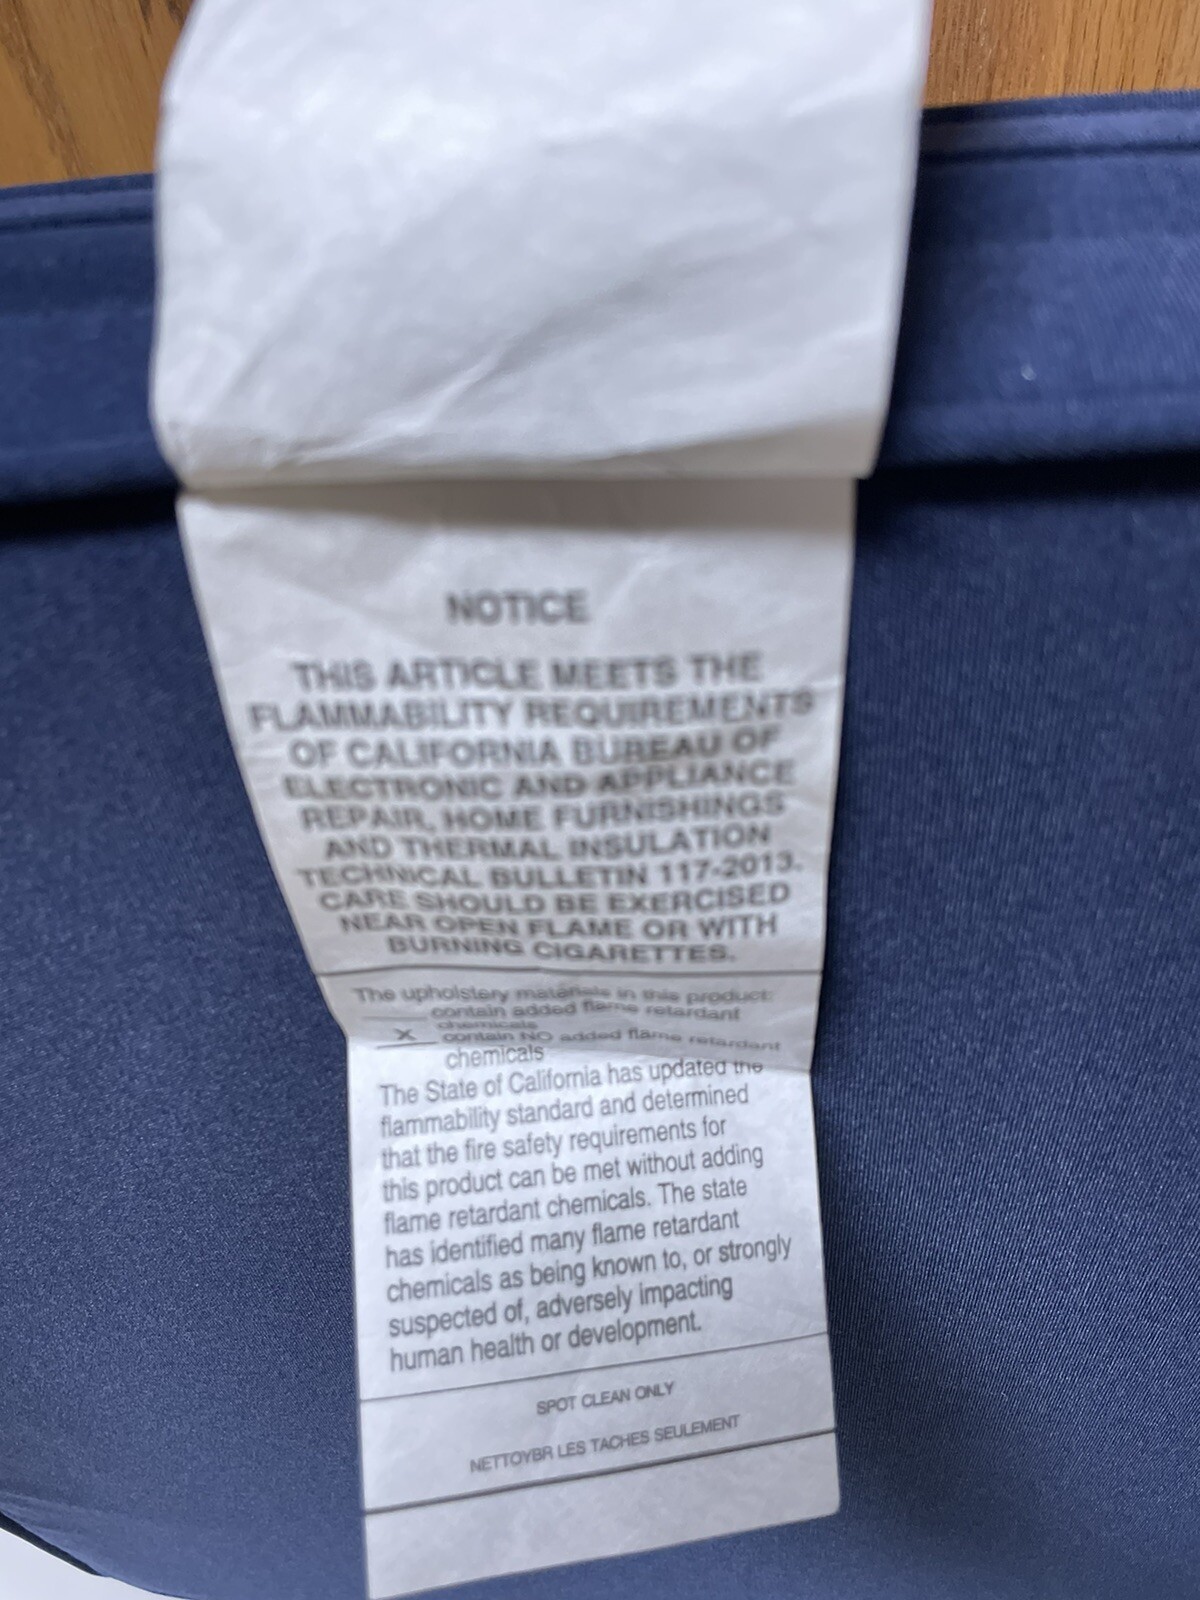 NOTICE
THIS ARTICLE MEETS THE
FLAMMABILITY REQUIREMENTS
OF CALIFORNIA BUREAU OF
ELECTRONIC AND APPLIANCE
REPAIR, HOME FURNISHINGS
AND THERMAL INSULATION
TECHNICAL BULLETIN 117-2013.
CARE SHOULD BE EXERCISED
NEAR OPEN FLAME OR WITH
BURNING CIGARETTES.
The upholstery materials in this product:
contain added flame retardant
chemicals
X contain NO added flame retardant
chemicals
The State of California has updated the
flammability standard and determined
that the fire safety requirements for
this product can be met without adding
flame retardant chemicals. The state
has identified many flame retardant
chemicals as being known to, or strongly
suspected of, adversely impacting
human health or development.
SPOT CLEAN ONLY
NETTOYBR LES TACHES SEULEMENT